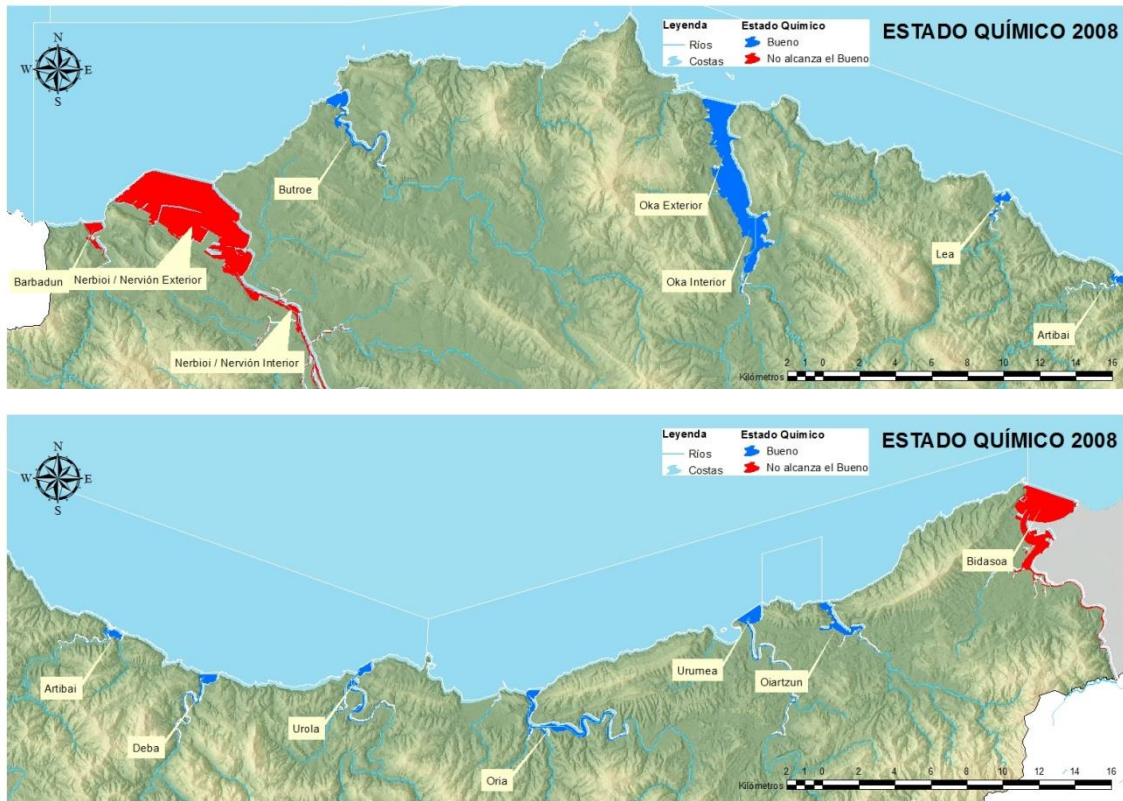 Leyenda
Estado Químico
ESTADO QUÍMICO 2008
Ríos
Bueno
Costas
No alcanza el Bueno
N
W E
S
Butroe
Oka Exterior
Lea
Barbadun
Nerbioi / Nervión Exterior
Oka Interior
Artibai
Nerbioi / Nervión Interior
2 1 0 2 4 6 8 10 12 14 16
Kilómetros
Leyenda
Estado Químico
ESTADO QUÍMICO 2008
Ríos
Bueno
Costas
No alcanza el Bueno
N
W E
S
Bidasoa
Artibai
Urumea
Oiartzun
Urola
Deba
Oria
2 1 0 2 4 6 8 10 12 14 16
Kilómetros